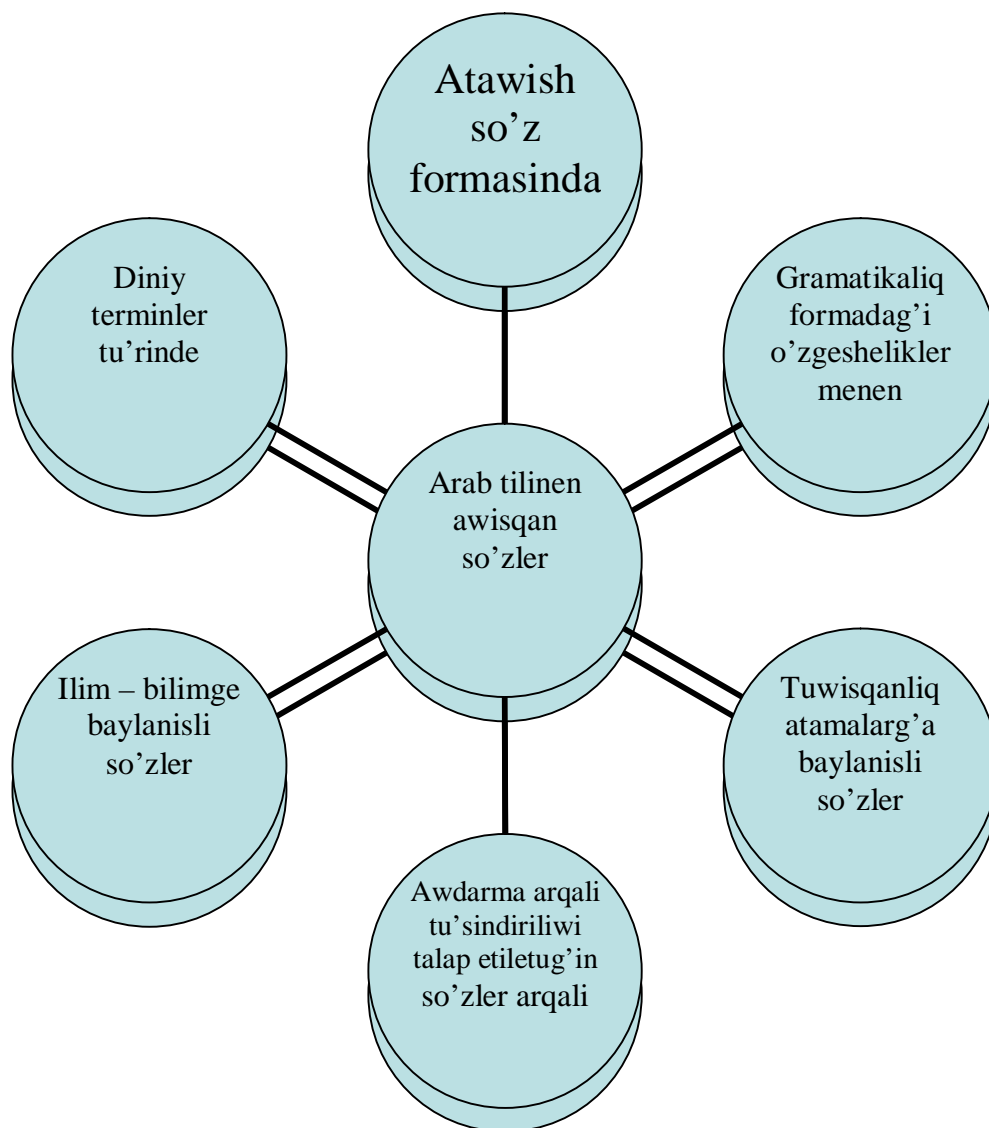 Atawish
so’z
formasinda
Diniy
terminler
tu’rinde
Gramatikaliq
formadag’i
o’zgeshelikler
menen
Arab tilinen
awisqan
so’zler
Ilim – bilimge
baylanisli
so’zler
Tuwisqanliq
atamalarg’a
baylanisli
so’zler
Awdarma arqali
tu’sindiriliwi
talap etiletug’in
so’zler arqali